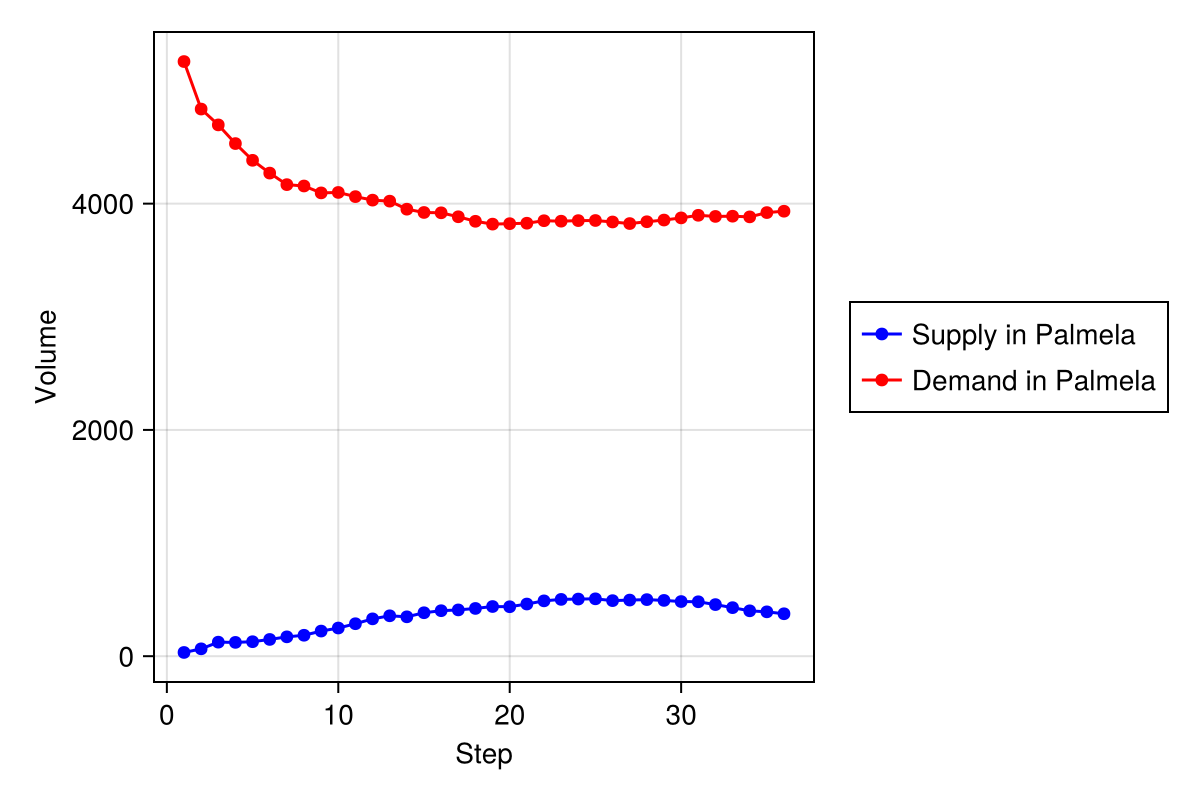 4000
2000
0
0 10 20 30
Step
Volume
Supply in Palmela
Demand in Palmela